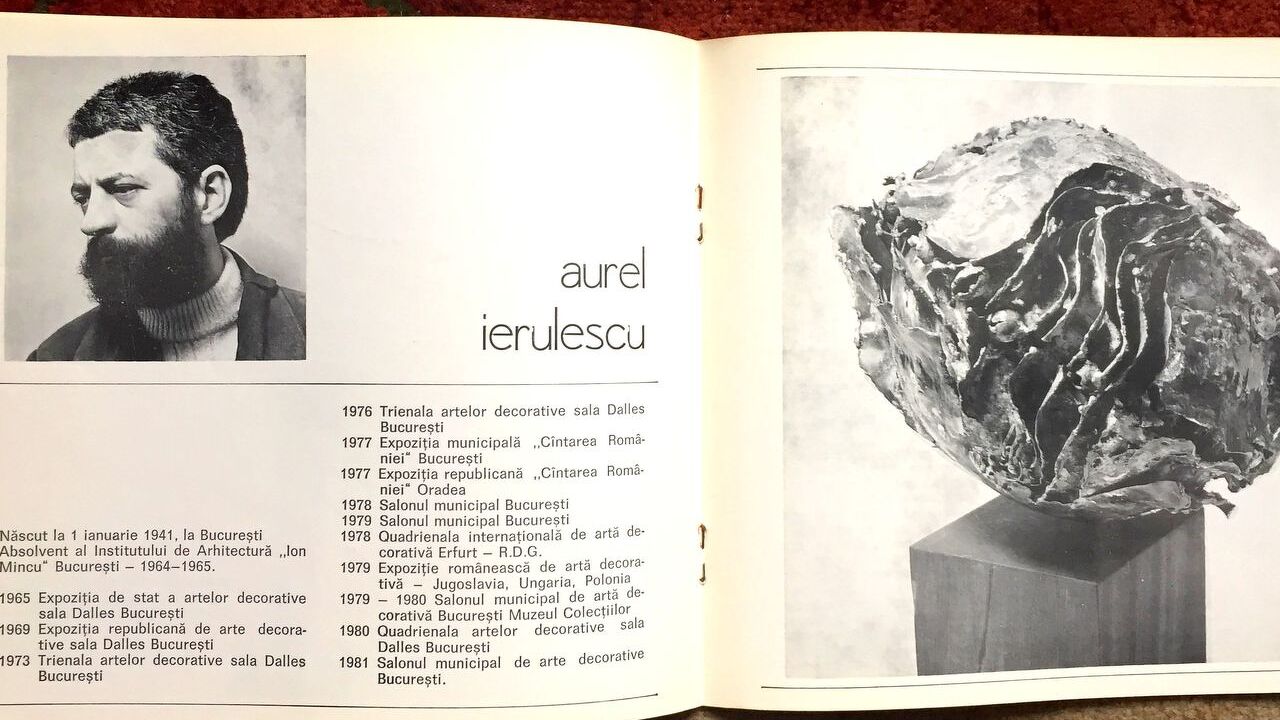 aurel
ierulescu
Născut la 1 ianuarie 1941, la București
Absolvent al Institutului de Arhitectură ,,Ion
Mincu" București – 1964–1965.
1965 Expoziția de stat a artelor decorative
sala Dalles București
1969 Expoziția republicană de arte decora-
tive sala Dalles București
1973 Trienala artelor decorative sala Dalles
București
1976 Trienala artelor decorative sala Dalles
București
1977 Expoziția municipală ,,Cîntarea Româ-
niei" București
1977 Expoziția republicană ,,Cîntarea Româ-
niei" Oradea
1978 Salonul municipal București
1979 Salonul municipal București
1978 Quadrienala internațională de artă de-
corativă Erfurt – R.D.G.
1979 Expoziție românească de artă decora-
tivă – Jugoslavia, Ungaria, Polonia
1979 – 1980 Salonul municipal de artă de-
corativă București Muzeul Colecțiilor
1980 Quadrienala artelor decorative sala
Dalles București
1981 Salonul municipal de arte decorative
București.